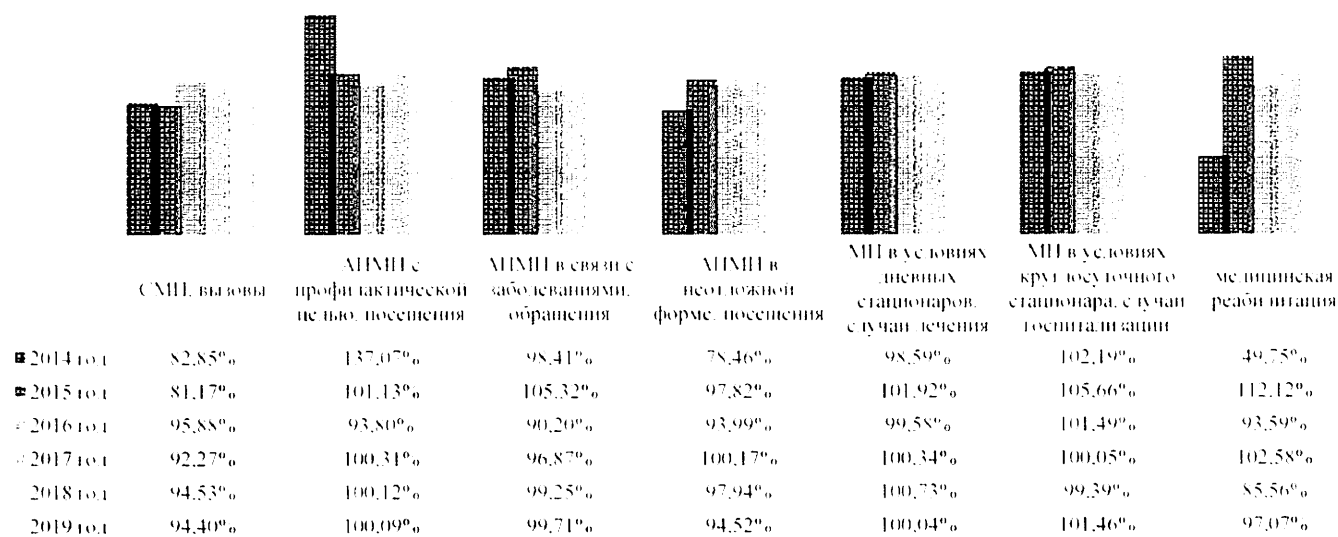 СМП, вызовы
АПМП с
профилактической
целью, посещения
АПМП в связи с
заболеваниями,
обращения
АПМП в
неотложной
форме, посещения
МП в условиях
дневных
стационаров,
случаи лечения
МП в условиях
круглосуточного
стационара, случаи
госпитализации
медицинская
реабилитация
2014 год 82,85% 137,07% 98,41% 78,46% 98,59% 102,19% 49,75%
2015 год 81,17% 101,13% 105,32% 97,82% 101,92% 105,66% 112,12%
2016 год 95,88% 93,80% 90,20% 93,99% 99,58% 101,49% 93,59%
2017 год 92,27% 100,31% 96,87% 100,17% 100,34% 100,05% 102,58%
2018 год 94,53% 100,12% 99,25% 97,94% 100,73% 99,39% 85,56%
2019 год 94,40% 100,09% 99,71% 94,52% 100,04% 101,46% 97,07%